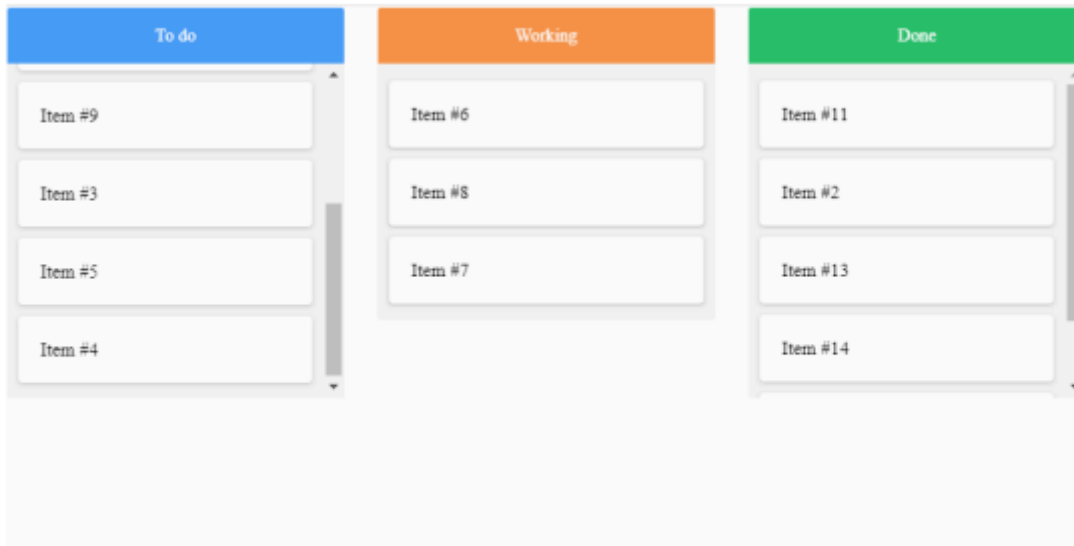 To do
Item #9
Item #3
Item #5
Item #4
Working
Item #6
Item #8
Item #7
Done
Item #11
Item #2
Item #13
Item #14